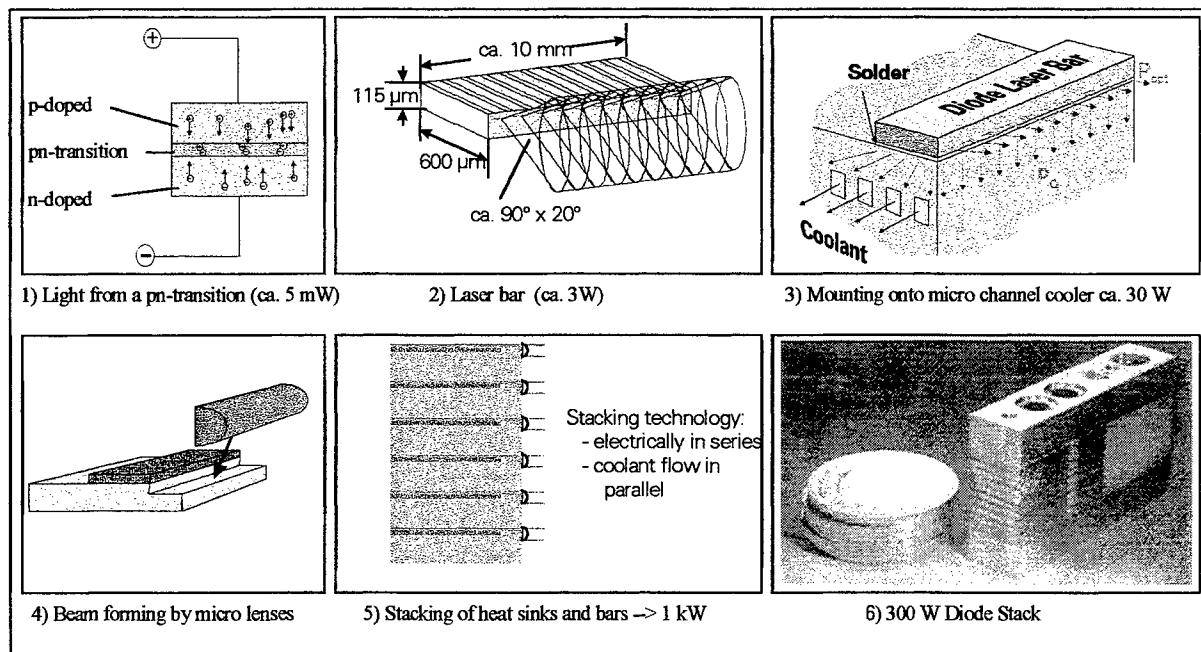 +
p-doped
pn-transition
n-doped
−
1) Light from a pn-transition (ca. 5 mW)
ca. 10 mm
115 µm
600 µm
ca. 90° x 20°
2) Laser bar (ca. 3W)
Solder
Diode Laser Bar
Coolant
3) Mounting onto micro channel cooler ca. 30 W
4) Beam forming by micro lenses
Stacking technology:
- electrically in series
- coolant flow in
parallel
5) Stacking of heat sinks and bars --> 1 kW
6) 300 W Diode Stack